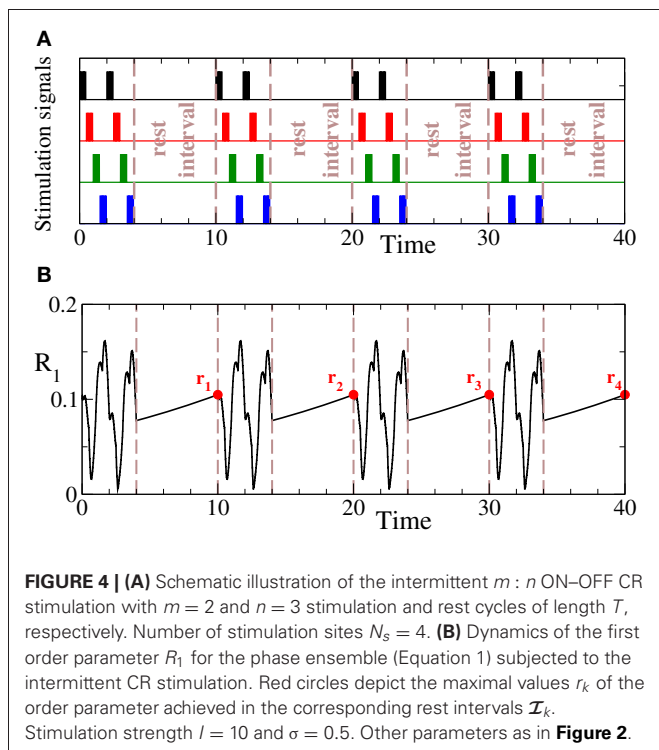 A
Stimulation signals
rest interval
rest interval
rest interval
rest interval
0 10 20 30 40
Time
B
0.2
R1
0.1
0
r1 r2 r3 r4
0 10 20 30 40
Time
FIGURE 4 | (A) Schematic illustration of the intermittent m : n ON–OFF CR
stimulation with m = 2 and n = 3 stimulation and rest cycles of length T,
respectively. Number of stimulation sites Ns = 4. (B) Dynamics of the first
order parameter R1 for the phase ensemble (Equation 1) subjected to the
intermittent CR stimulation. Red circles depict the maximal values rk of the
order parameter achieved in the corresponding rest intervals Ik.
Stimulation strength I = 10 and σ = 0.5. Other parameters as in Figure 2.